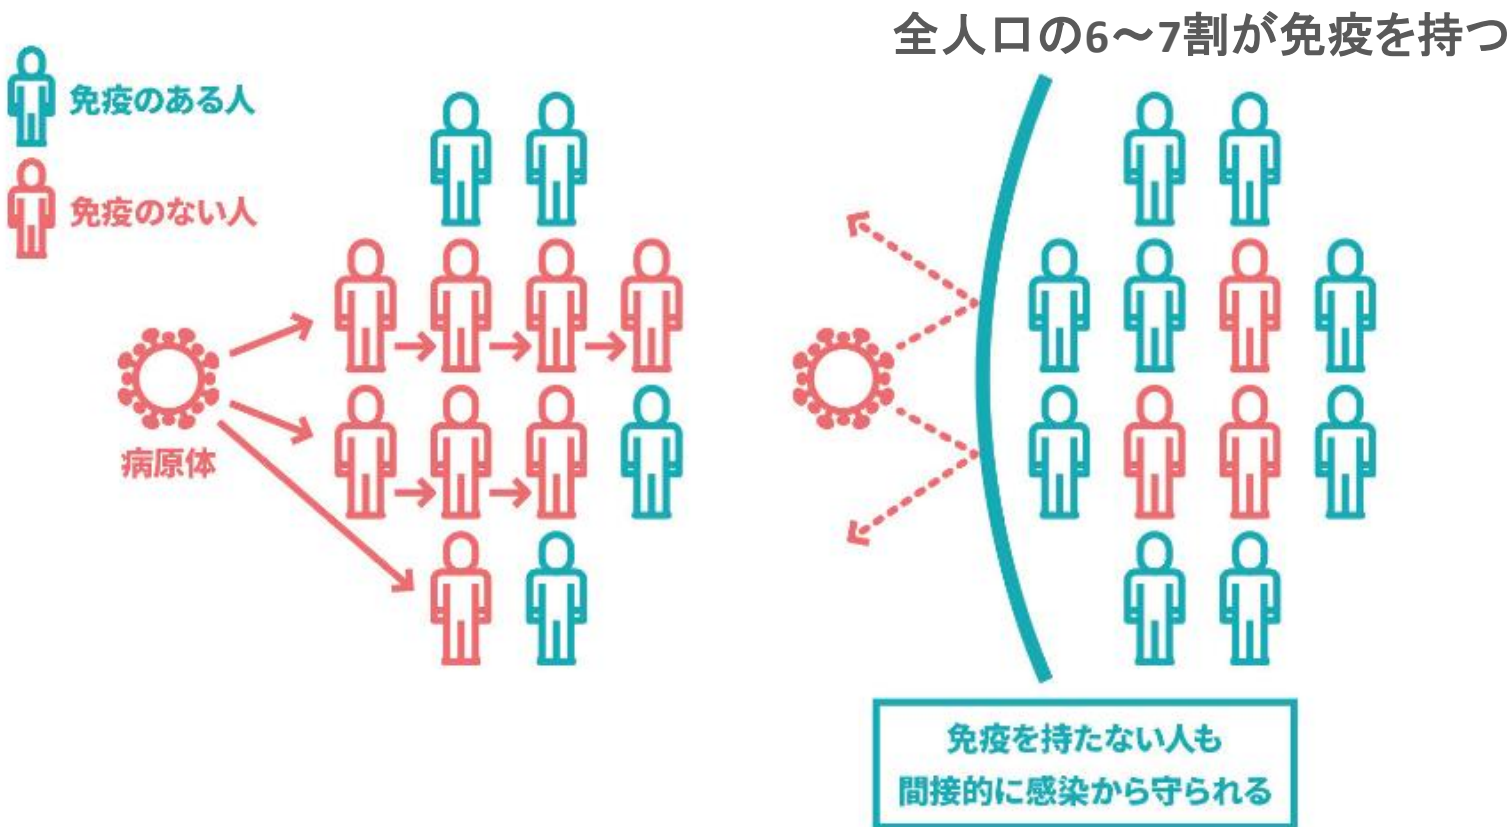 全人口の6～7割が免疫を持つ
免疫のある人
免疫のない人
病原体
免疫を持たない人も
間接的に感染から守られる